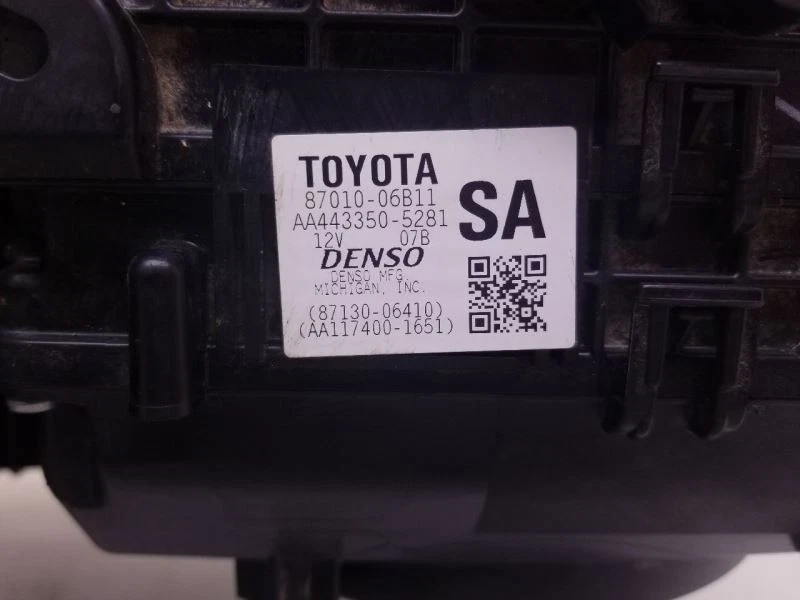 TOYOTA
87010-06B11
AA443350-5281
12V 07B
SA
DENSO
DENSO MFG.
MICHIGAN, INC.
(87130-06410)
(AA117400-1651)